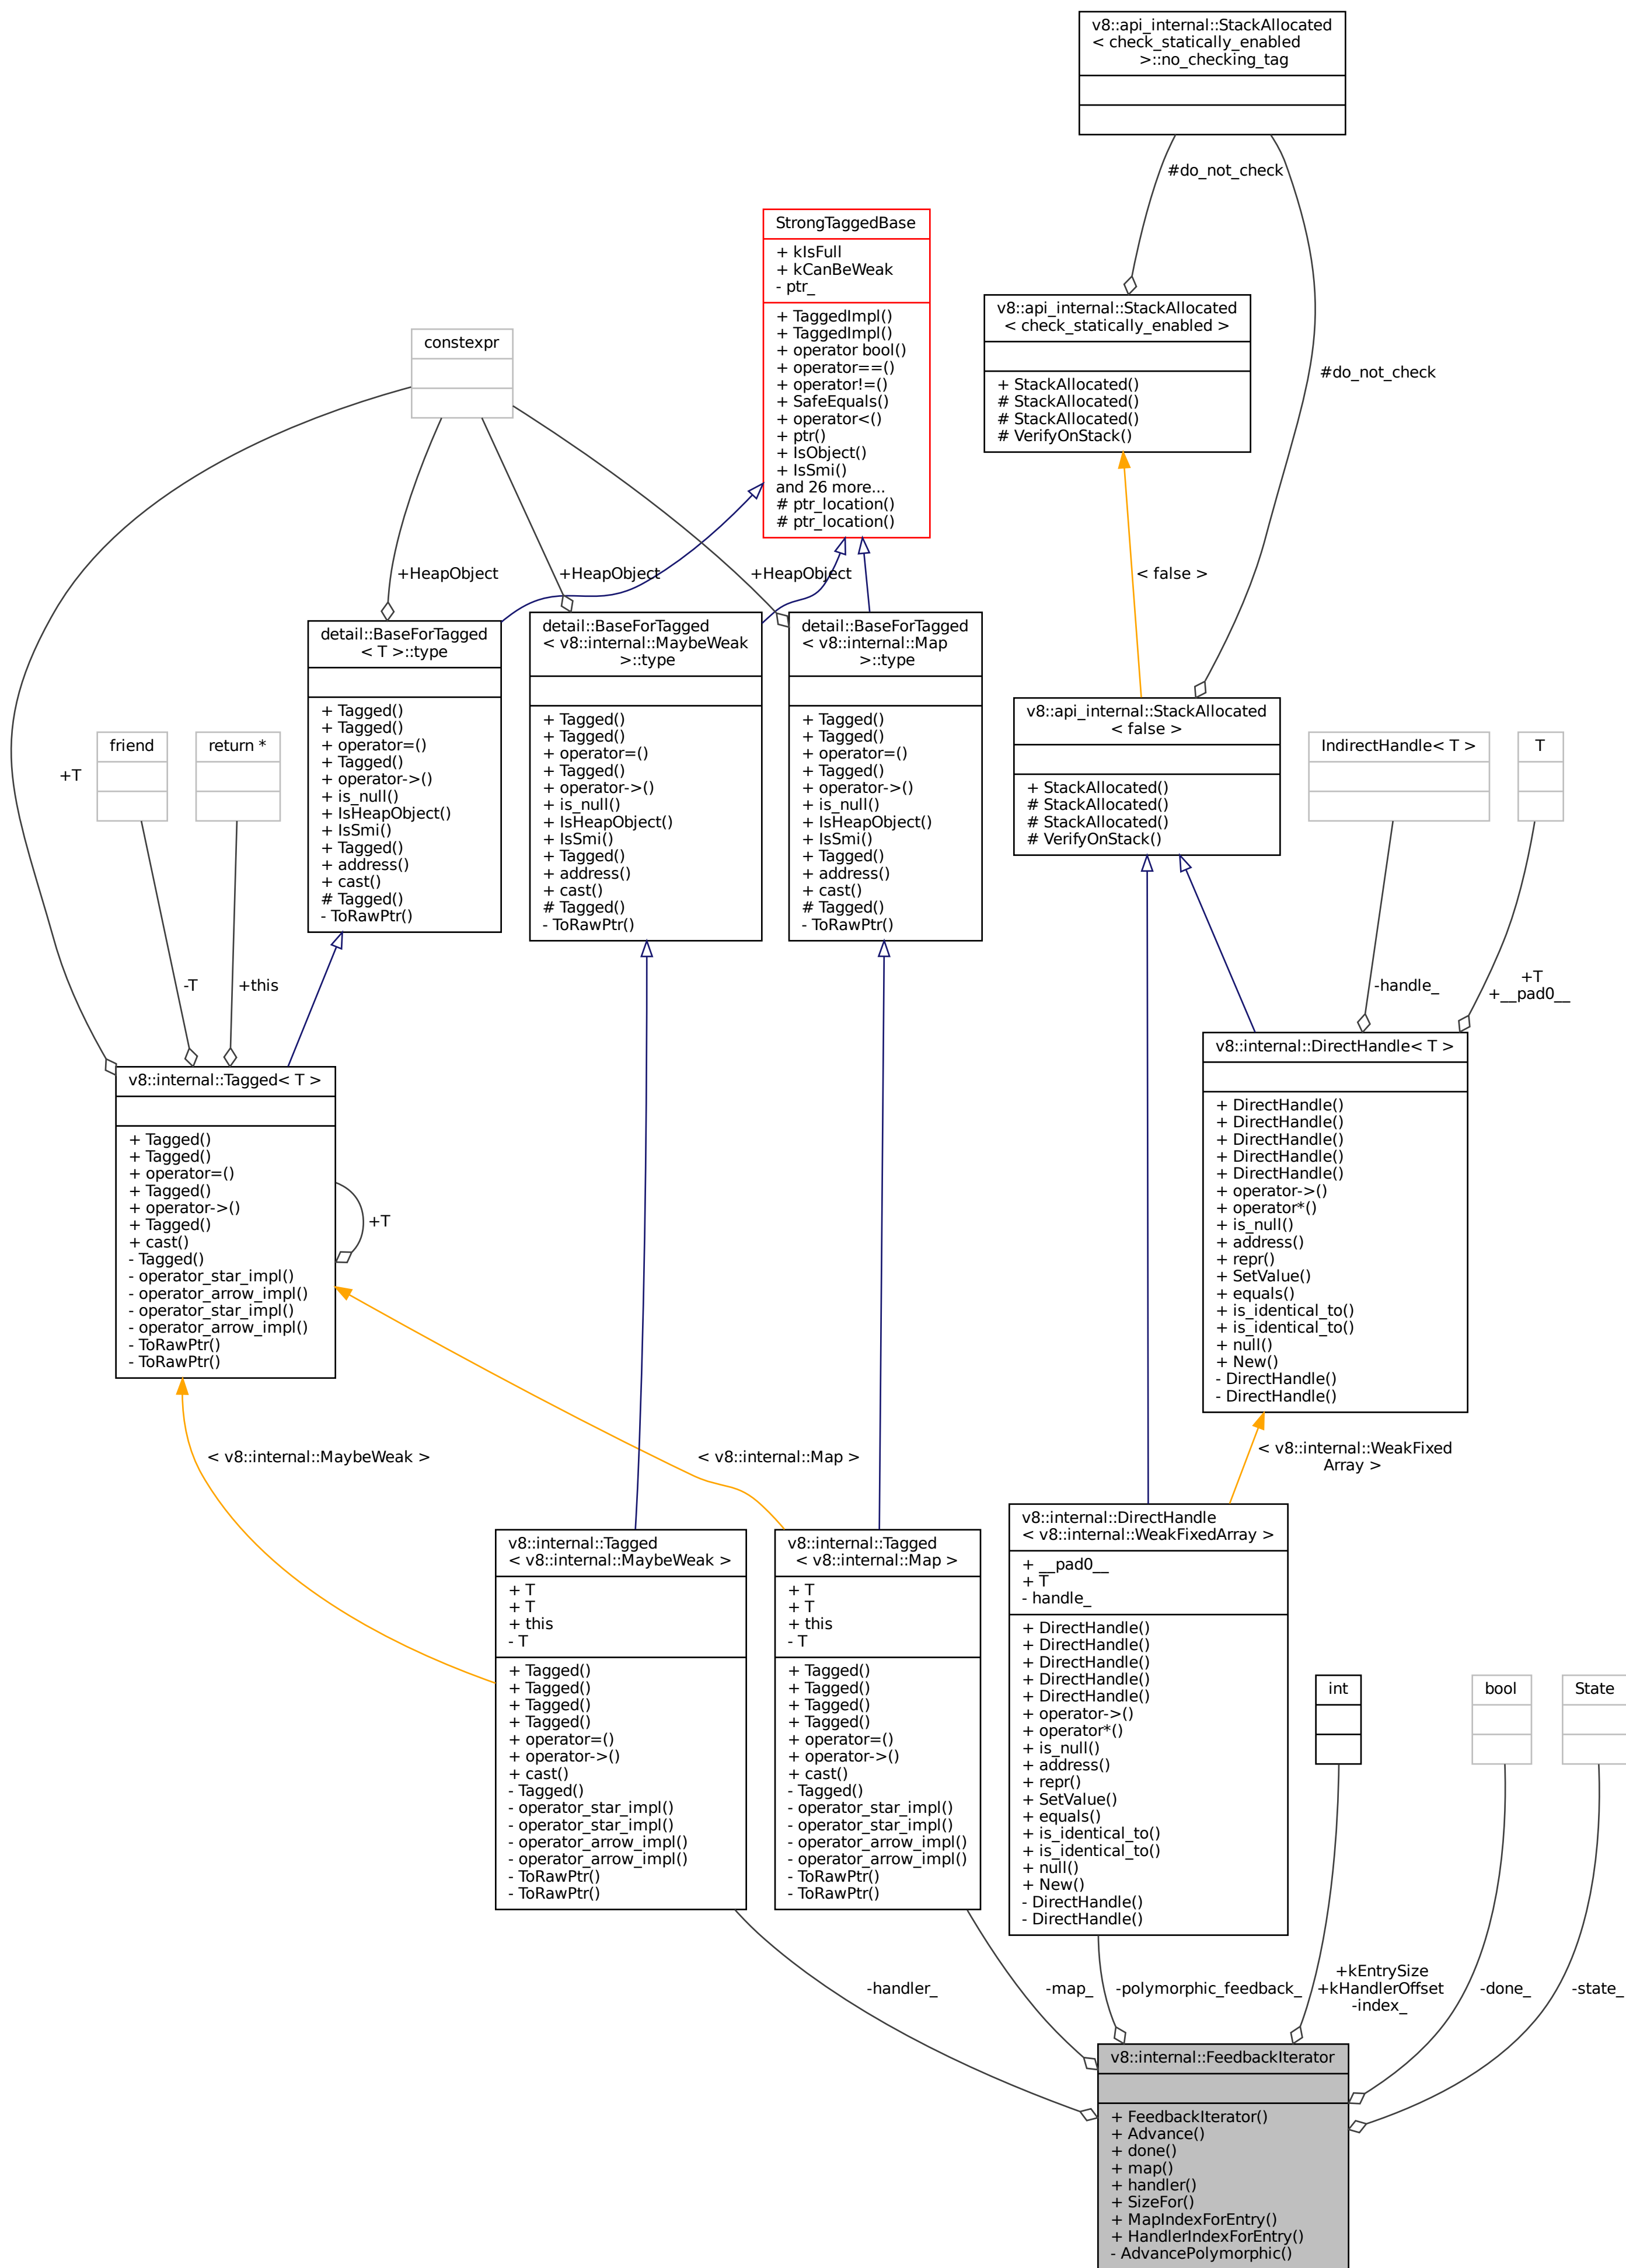 v8::api_internal::StackAllocated
< check_statically_enabled
>::no_checking_tag
#do_not_check
StrongTaggedBase
+ kIsFull
+ kCanBeWeak
- ptr_
+ TaggedImpl()
+ TaggedImpl()
+ operator bool()
+ operator==()
+ operator!=()
+ SafeEquals()
+ operator<()
+ ptr()
+ IsObject()
+ IsSmi()
and 26 more...
# ptr_location()
# ptr_location()
v8::api_internal::StackAllocated
< check_statically_enabled >
+ StackAllocated()
# StackAllocated()
# StackAllocated()
# VerifyOnStack()
#do_not_check
constexpr
+HeapObject
+HeapObject
+HeapObject
< false >
detail::BaseForTagged
< T >::type
+ Tagged()
+ Tagged()
+ operator=()
+ Tagged()
+ operator->()
+ is_null()
+ IsHeapObject()
+ IsSmi()
+ Tagged()
+ address()
+ cast()
# Tagged()
- ToRawPtr()
detail::BaseForTagged
< v8::internal::MaybeWeak
>::type
+ Tagged()
+ Tagged()
+ operator=()
+ Tagged()
+ operator->()
+ is_null()
+ IsHeapObject()
+ IsSmi()
+ Tagged()
+ address()
+ cast()
# Tagged()
- ToRawPtr()
detail::BaseForTagged
< v8::internal::Map
>::type
+ Tagged()
+ Tagged()
+ operator=()
+ Tagged()
+ operator->()
+ is_null()
+ IsHeapObject()
+ IsSmi()
+ Tagged()
+ address()
+ cast()
# Tagged()
- ToRawPtr()
v8::api_internal::StackAllocated
< false >
+ StackAllocated()
# StackAllocated()
# StackAllocated()
# VerifyOnStack()
+T
friend
return *
IndirectHandle< T >
T
-T
+this
-handle_
+T
+__pad0__
v8::internal::Tagged< T >
+ Tagged()
+ Tagged()
+ operator=()
+ Tagged()
+ operator->()
+ Tagged()
+ cast()
- Tagged()
- operator_star_impl()
- operator_arrow_impl()
- operator_star_impl()
- operator_arrow_impl()
- ToRawPtr()
- ToRawPtr()
+T
v8::internal::DirectHandle< T >
+ DirectHandle()
+ DirectHandle()
+ DirectHandle()
+ DirectHandle()
+ DirectHandle()
+ operator->()
+ operator*()
+ is_null()
+ address()
+ repr()
+ SetValue()
+ equals()
+ is_identical_to()
+ is_identical_to()
+ null()
+ New()
- DirectHandle()
- DirectHandle()
< v8::internal::MaybeWeak >
< v8::internal::Map >
< v8::internal::WeakFixed
Array >
v8::internal::Tagged
< v8::internal::MaybeWeak >
+ T
+ T
+ this
- T
+ Tagged()
+ Tagged()
+ Tagged()
+ Tagged()
+ operator=()
+ operator->()
+ cast()
- Tagged()
- operator_star_impl()
- operator_star_impl()
- operator_arrow_impl()
- operator_arrow_impl()
- ToRawPtr()
- ToRawPtr()
v8::internal::Tagged
< v8::internal::Map >
+ T
+ T
+ this
- T
+ Tagged()
+ Tagged()
+ Tagged()
+ Tagged()
+ operator=()
+ operator->()
+ cast()
- Tagged()
- operator_star_impl()
- operator_star_impl()
- operator_arrow_impl()
- operator_arrow_impl()
- ToRawPtr()
- ToRawPtr()
v8::internal::DirectHandle
< v8::internal::WeakFixedArray >
+ __pad0__
+ T
- handle_
+ DirectHandle()
+ DirectHandle()
+ DirectHandle()
+ DirectHandle()
+ DirectHandle()
+ operator->()
+ operator*()
+ is_null()
+ address()
+ repr()
+ SetValue()
+ equals()
+ is_identical_to()
+ is_identical_to()
+ null()
+ New()
- DirectHandle()
- DirectHandle()
int
bool
State
-handler_
-map_
-polymorphic_feedback_
+kEntrySize
+kHandlerOffset
-index_
-done_
-state_
v8::internal::FeedbackIterator
+ FeedbackIterator()
+ Advance()
+ done()
+ map()
+ handler()
+ SizeFor()
+ MapIndexForEntry()
+ HandlerIndexForEntry()
- AdvancePolymorphic()